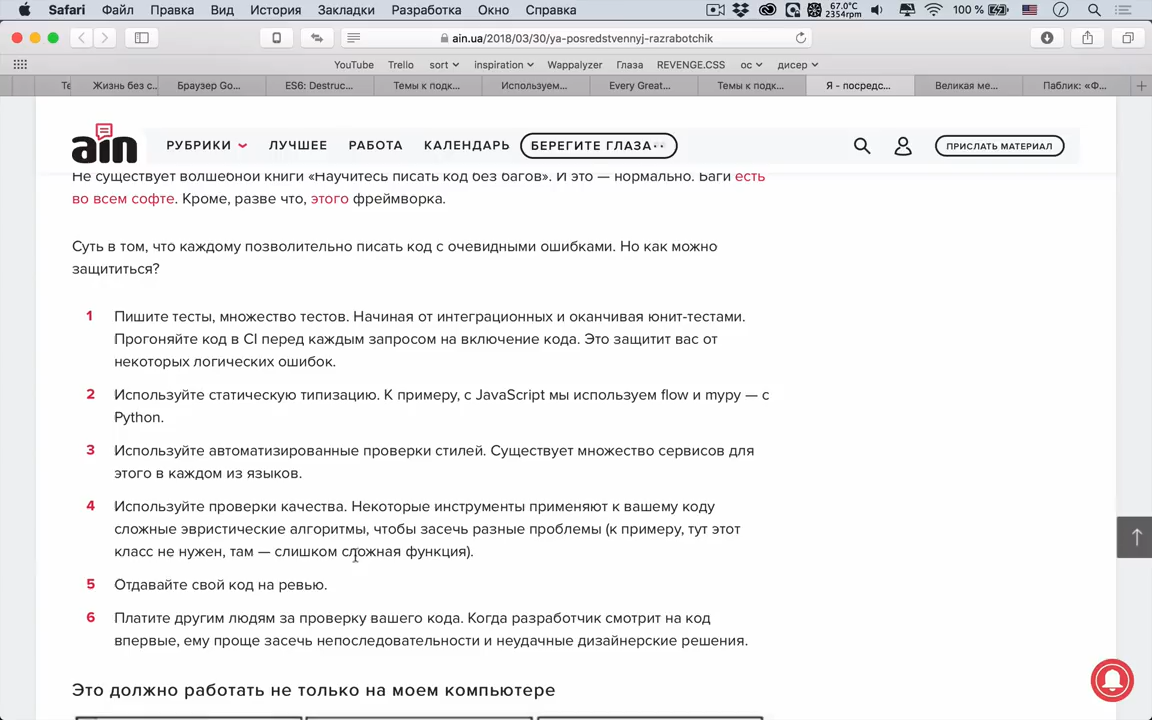 Safari Файл Правка Вид История Закладки Разработка Окно Справка 67.0°C 2354rpm 100 %
ain.ua/2018/03/30/ya-posredstvennyj-razrabotchik
YouTube Trello sort inspiration Wappalyzer Глаза REVENGE.CSS ос дисер
Те Жизнь без с... Браузер Go... ES6: Destruc... Темы к подк... Используем... Every Great... Темы к подк... Я - посредс... Великая ме... Паблик: «Ф...
ain РУБРИКИ ЛУЧШЕЕ РАБОТА КАЛЕНДАРЬ БЕРЕГИТЕ ГЛАЗА ПРИСЛАТЬ МАТЕРИАЛ
Не существует волшебной книги «Научитесь писать код без багов». И это — нормально. Баги есть
во всем софте. Кроме, разве что, этого фреймворка.
Суть в том, что каждому позволительно писать код с очевидными ошибками. Но как можно
защититься?
1 Пишите тесты, множество тестов. Начиная от интеграционных и оканчивая юнит-тестами.
Прогоняйте код в CI перед каждым запросом на включение кода. Это защитит вас от
некоторых логических ошибок.
2 Используйте статическую типизацию. К примеру, с JavaScript мы используем flow и mypy — с
Python.
3 Используйте автоматизированные проверки стилей. Существует множество сервисов для
этого в каждом из языков.
4 Используйте проверки качества. Некоторые инструменты применяют к вашему коду
сложные эвристические алгоритмы, чтобы засечь разные проблемы (к примеру, тут этот
класс не нужен, там — слишком сложная функция).
5 Отдавайте свой код на ревью.
6 Платите другим людям за проверку вашего кода. Когда разработчик смотрит на код
впервые, ему проще засечь непоследовательности и неудачные дизайнерские решения.
Это должно работать не только на моем компьютере